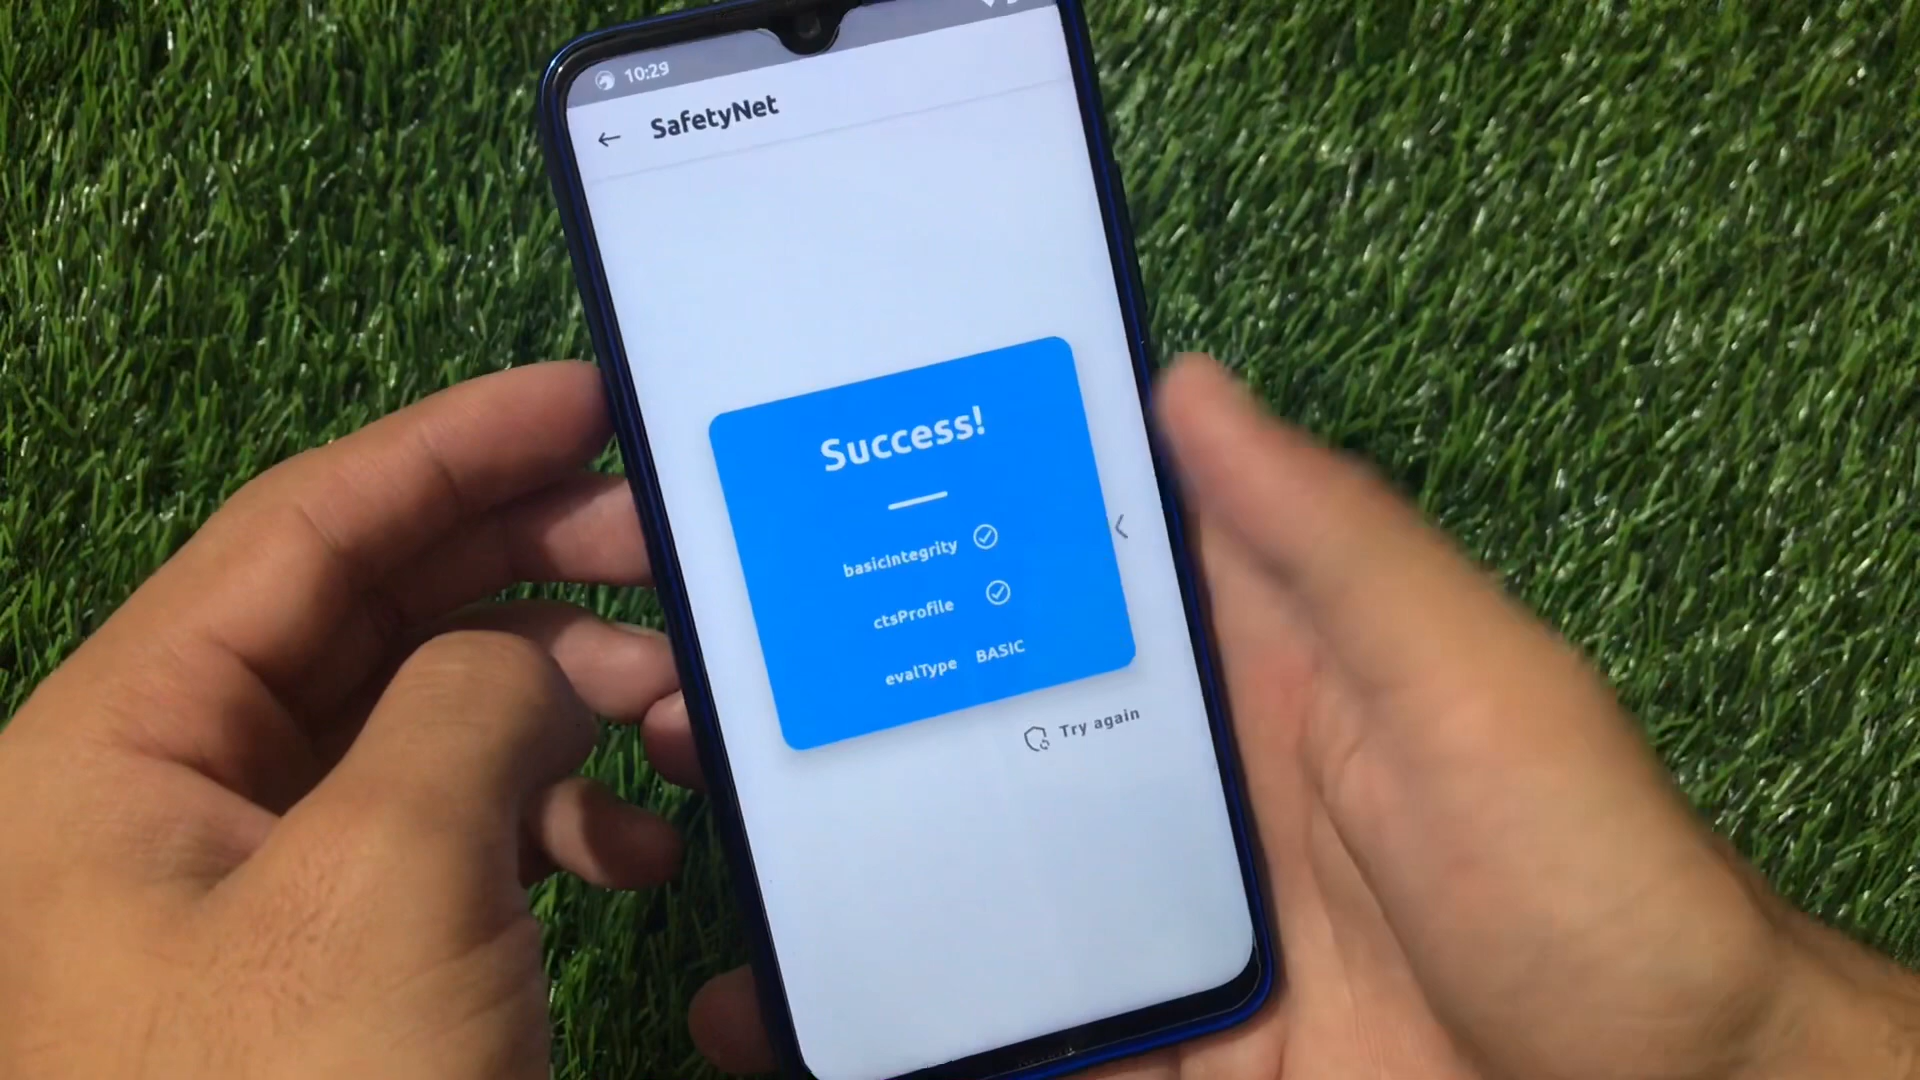 10:29
SafetyNet
Success!
basicIntegrity
ctsProfile
evalType BASIC
Try again